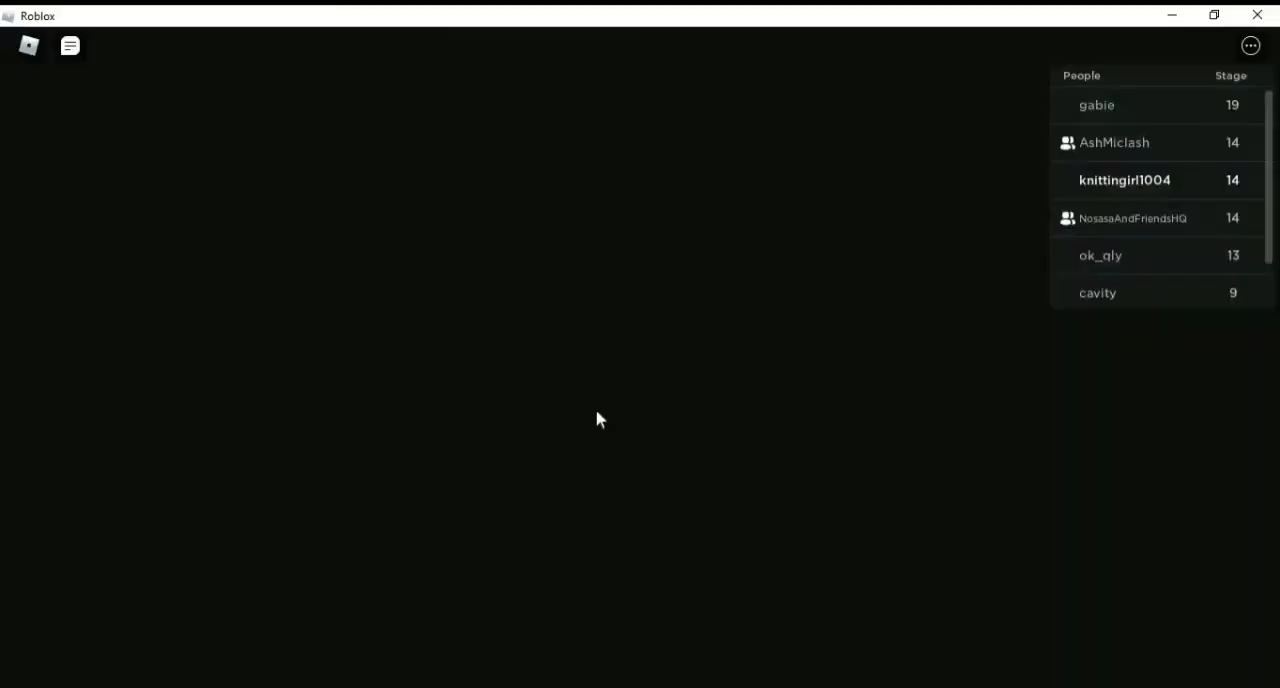 Roblox
People Stage
gabie 19
AshMiclash 14
knittingirl1004 14
NosasaAndFriendsHQ 14
ok_qly 13
cavity 9